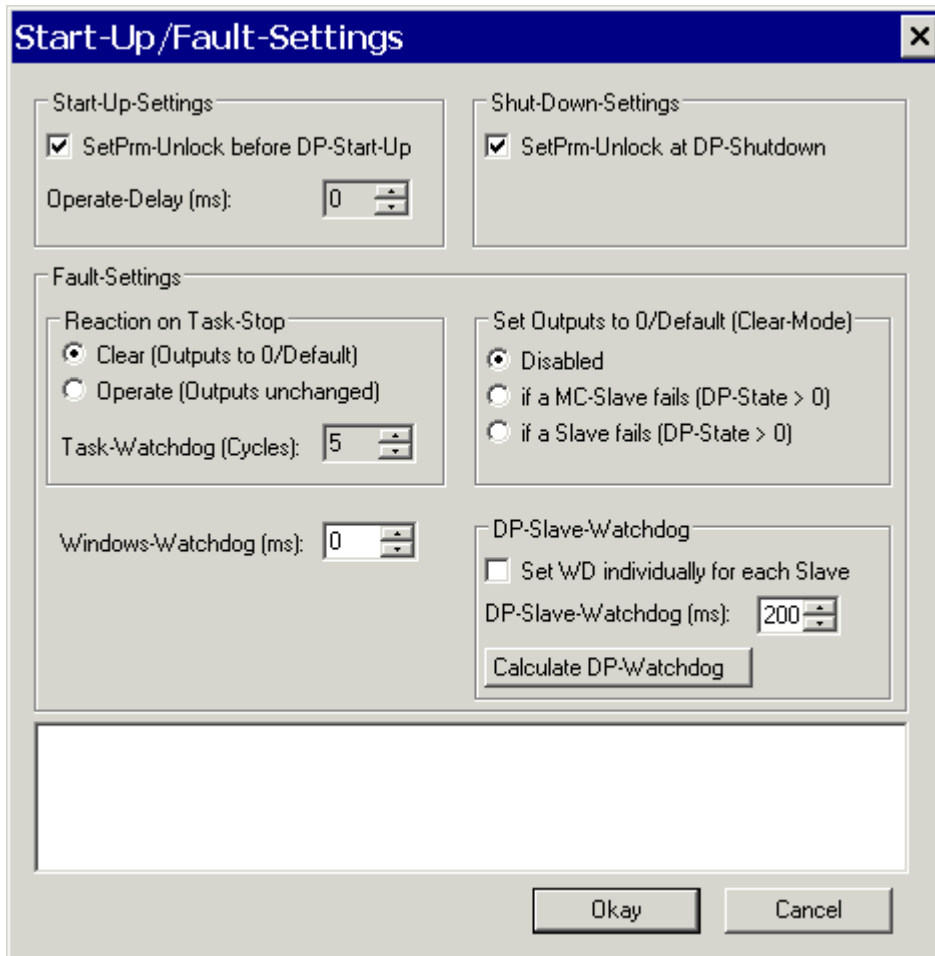 Start-Up/Fault-Settings
Start-Up-Settings
SetPrm-Unlock before DP-Start-Up
Operate-Delay (ms): 0
Shut-Down-Settings
SetPrm-Unlock at DP-Shutdown
Fault-Settings
Reaction on Task-Stop
Clear (Outputs to 0/Default)
Operate (Outputs unchanged)
Task-Watchdog (Cycles): 5
Set Outputs to 0/Default (Clear-Mode)
Disabled
if a MC-Slave fails (DP-State > 0)
if a Slave fails (DP-State > 0)
Windows-Watchdog (ms): 0
DP-Slave-Watchdog
Set WD individually for each Slave
DP-Slave-Watchdog (ms): 200
Calculate DP-Watchdog
Okay
Cancel